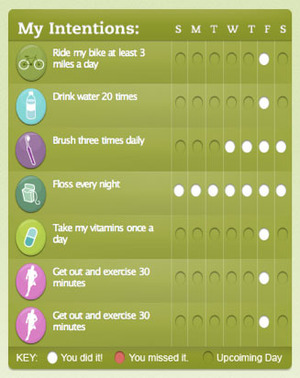 My Intentions: S M T W T F S
Ride my bike at least 3
miles a day
Drink water 20 times
Brush three times daily
Floss every night
Take my vitamins once a
day
Get out and exercise 30
minutes
Get out and exercise 30
minutes
KEY: You did it! You missed it. Upcoiming Day